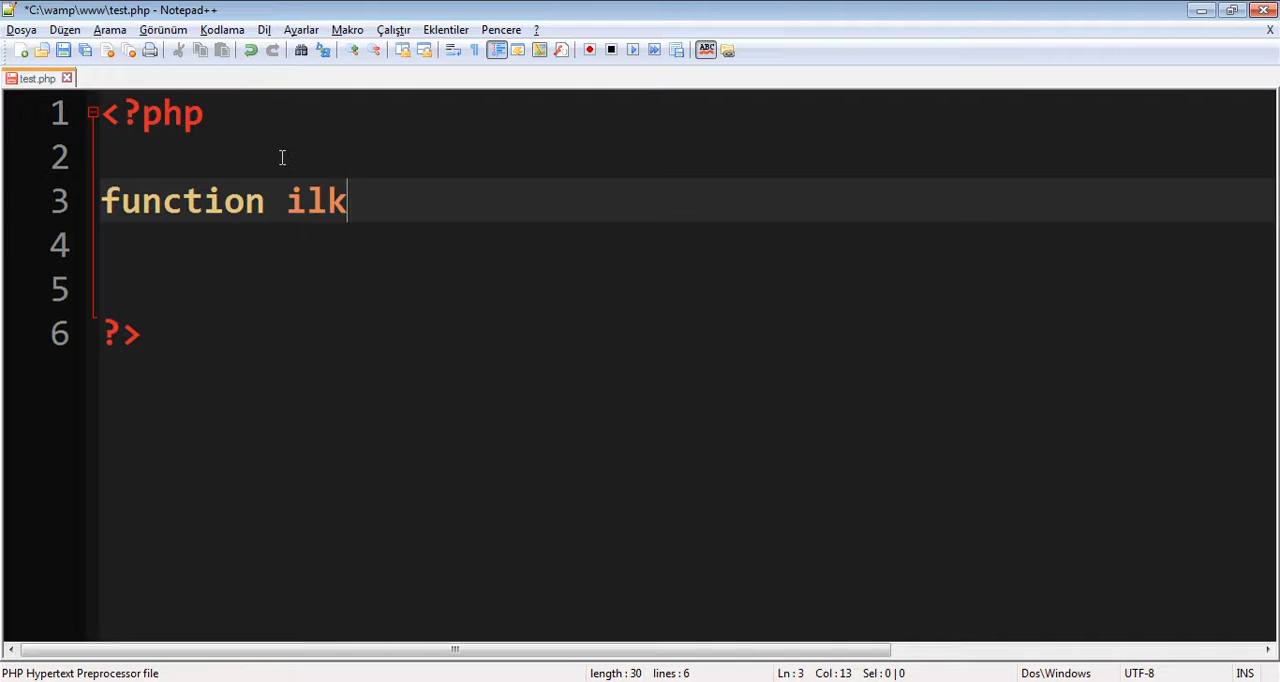 *C:\wamp\www\test.php - Notepad++
Dosya Düzen Arama Görünüm Kodlama Dil Ayarlar Makro Çalıştır Eklentiler Pencere ? X
ABC
test.php
1 <?php
2
3 function ilk
4
5
6 ?>
PHP Hypertext Preprocessor file length : 30 lines : 6 Ln : 3 Col : 13 Sel : 0 | 0 Dos\Windows UTF-8 INS